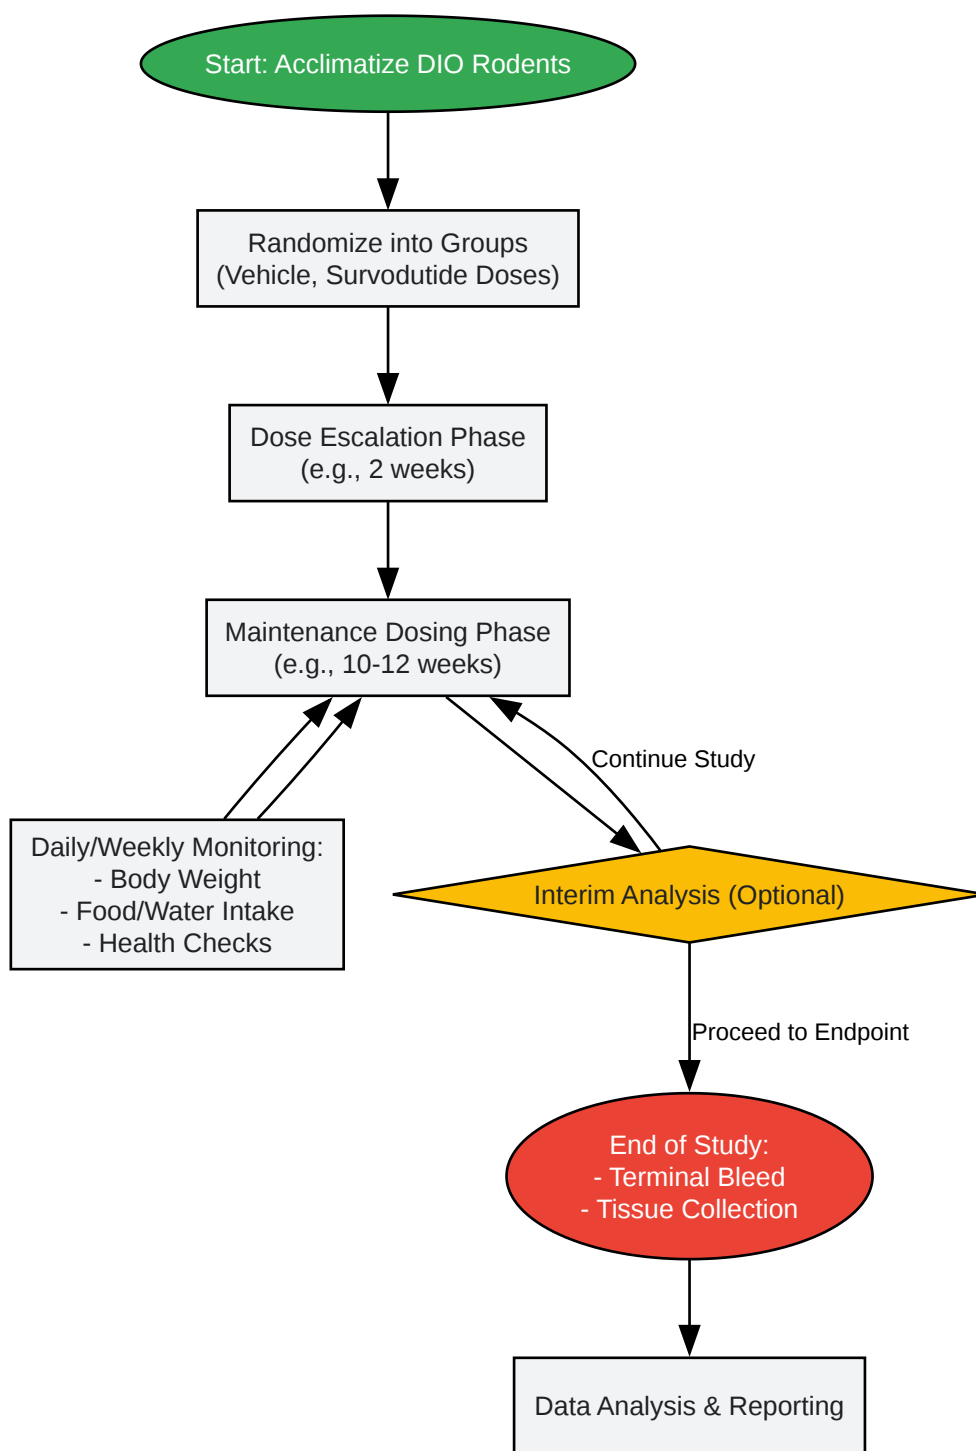 Start: Acclimatize DIO Rodents
Randomize into Groups
(Vehicle, Survodutide Doses)
Dose Escalation Phase
(e.g., 2 weeks)
Maintenance Dosing Phase
(e.g., 10-12 weeks)
Continue Study
Daily/Weekly Monitoring:
- Body Weight
- Food/Water Intake
- Health Checks
Interim Analysis (Optional)
Proceed to Endpoint
End of Study:
- Terminal Bleed
- Tissue Collection
Data Analysis & Reporting